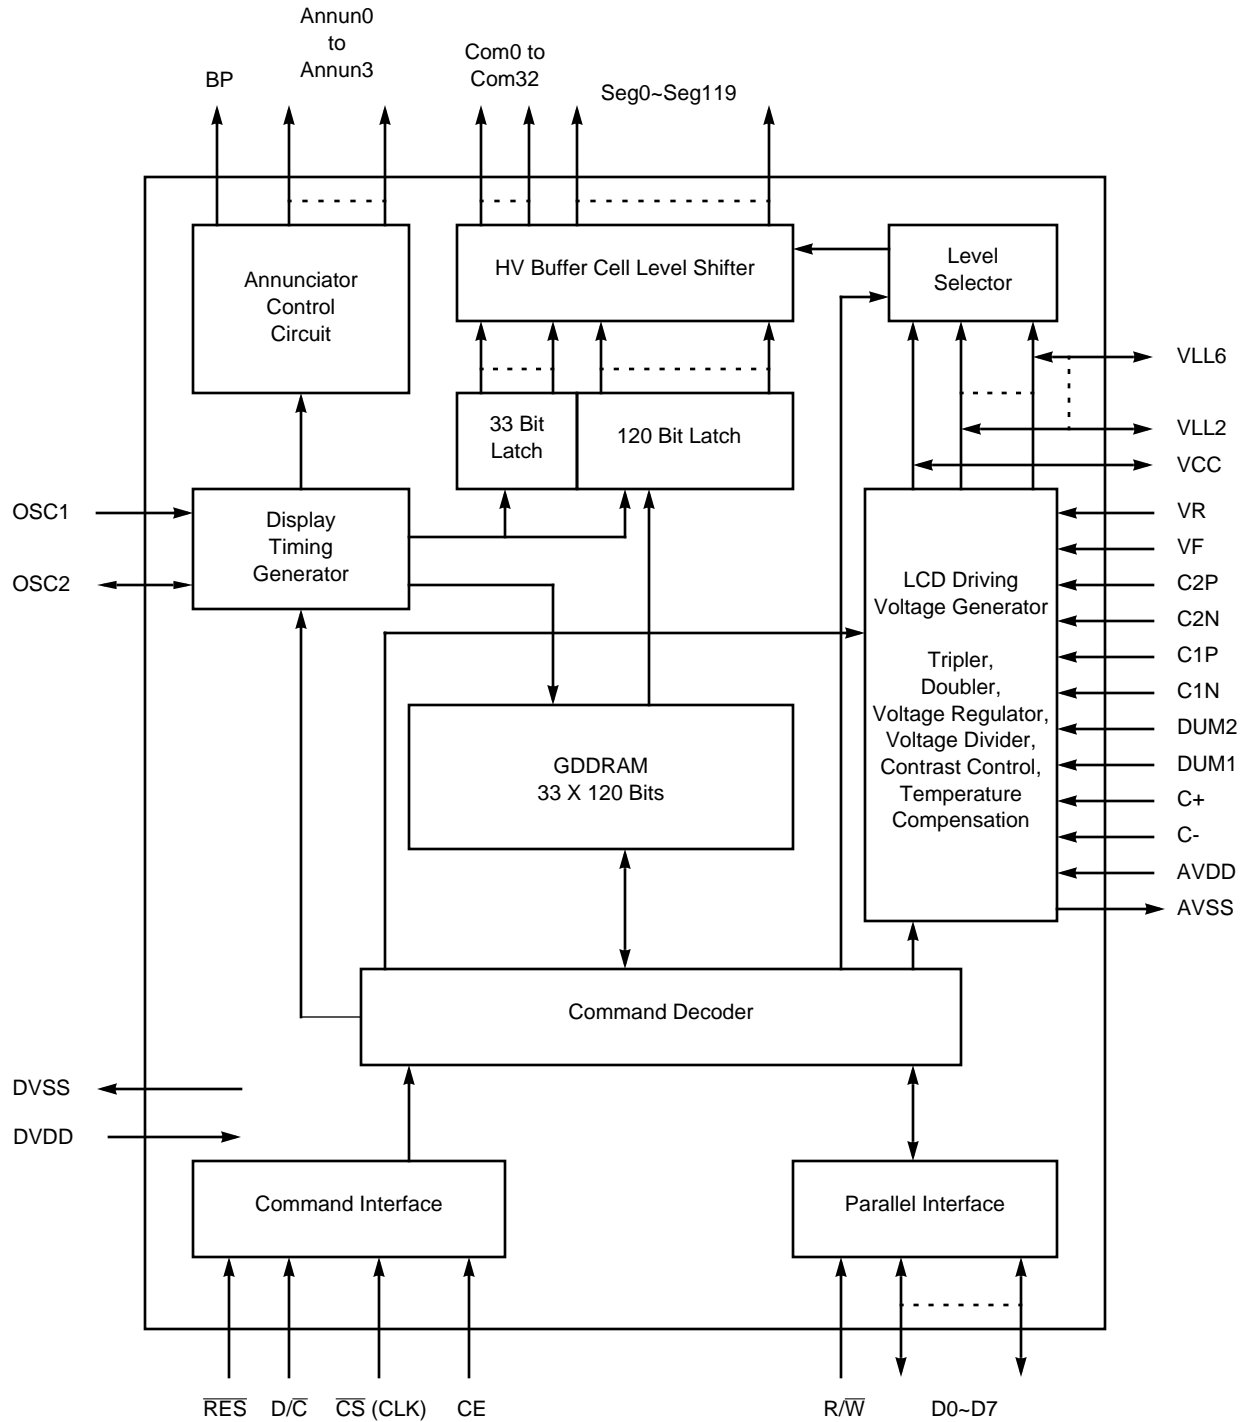 Annun0
to
Annun3
BP
Com0 to
Com32
Seg0~Seg119
Annunciator
Control
Circuit
HV Buffer Cell Level Shifter
Level
Selector
33 Bit
Latch
120 Bit Latch
VLL6
VLL2
VCC
OSC1
OSC2
Display
Timing
Generator
LCD Driving
Voltage Generator
Tripler,
Doubler,
Voltage Regulator,
Voltage Divider,
Contrast Control,
Temperature
Compensation
VR
VF
C2P
C2N
C1P
C1N
DUM2
DUM1
C+
C-
AVDD
AVSS
GDDRAM
33 X 120 Bits
Command Decoder
DVSS
DVDD
Command Interface
Parallel Interface
R̅E̅S̅
D/C̅
C̅S̅ (CLK)
CE
R/W̅
D0~D7